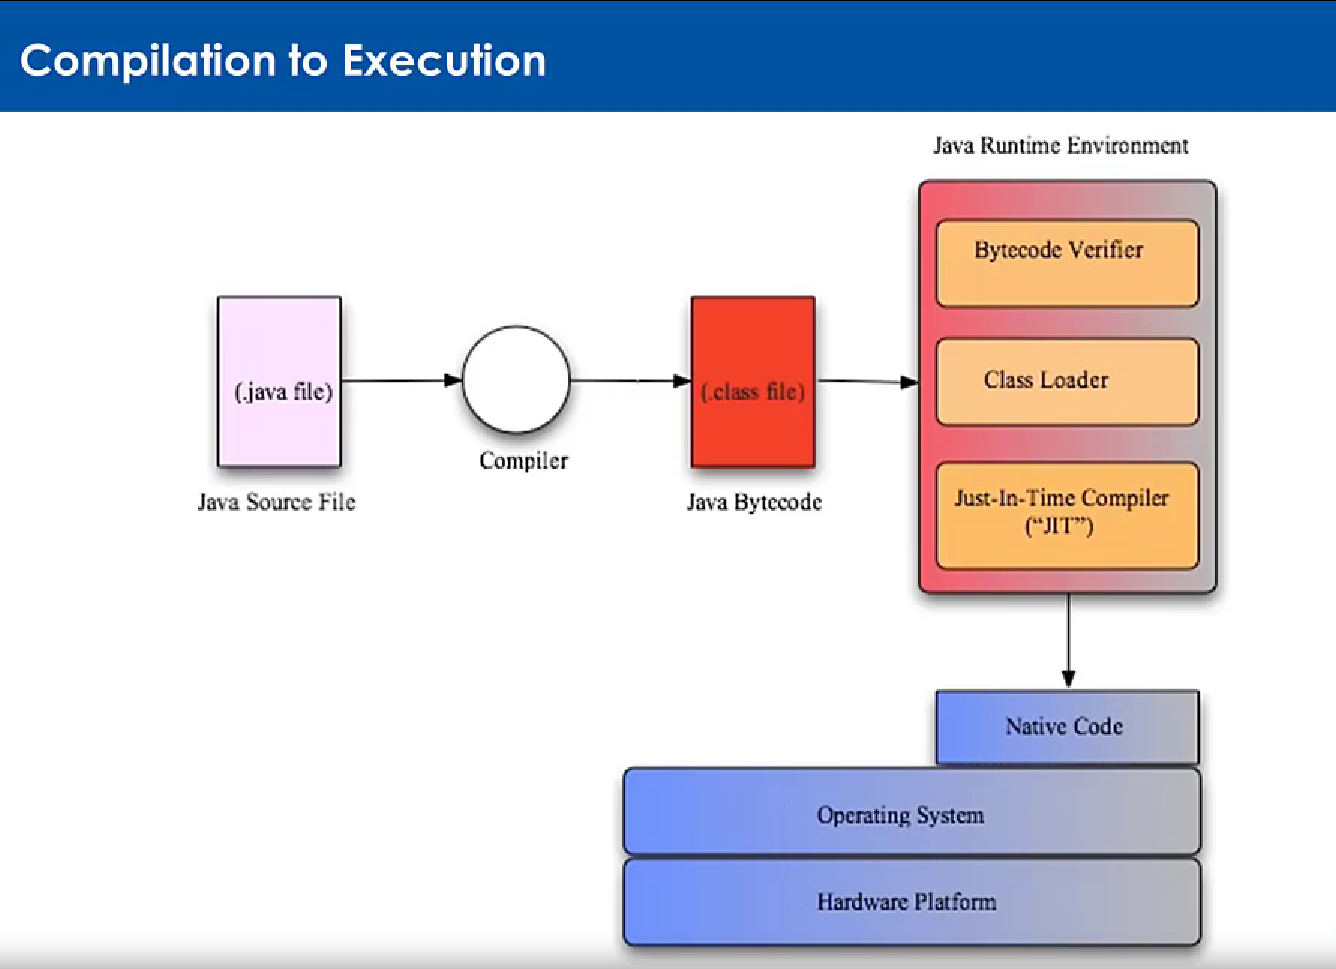 Compilation to Execution
Java Runtime Environment
Bytecode Verifier
Class Loader
Just-In-Time Compiler
(“JIT”)
(.java file)
Java Source File
Compiler
(.class file)
Java Bytecode
Native Code
Operating System
Hardware Platform